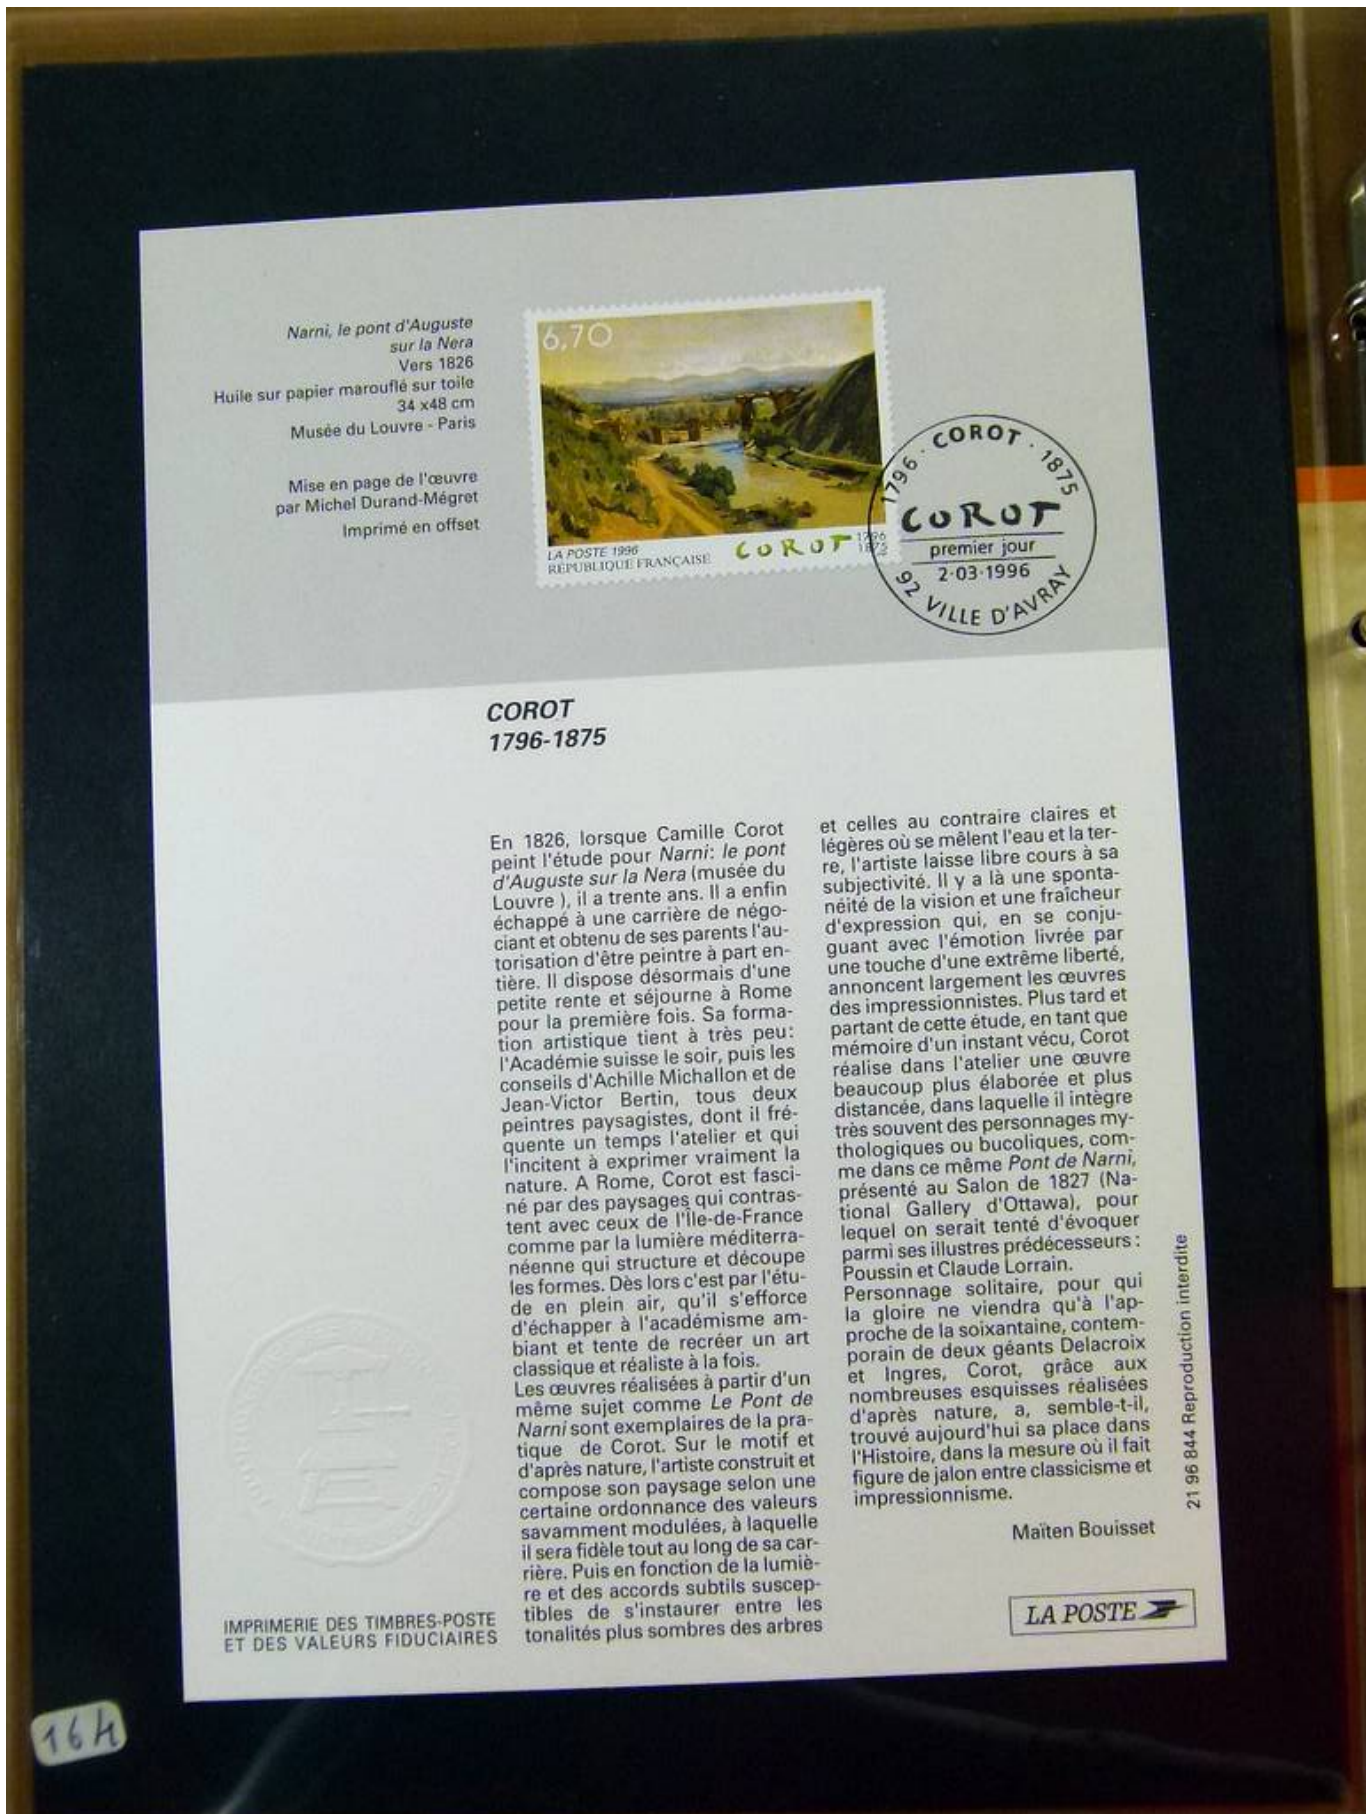 Narni, le pont d'Auguste
sur la Nera
Vers 1826
Huile sur papier marouflé sur toile
34 x48 cm
Musée du Louvre - Paris
Mise en page de l'œuvre
par Michel Durand-Mégret
Imprimé en offset
6,70
LA POSTE 1996
RÉPUBLIQUE FRANÇAISE
COROT
1796
1875
1796 · COROT · 1875
COROT
premier jour
2·03·1996
92 VILLE D'AVRAY
COROT
1796-1875
En 1826, lorsque Camille Corot
peint l'étude pour Narni: le pont
d'Auguste sur la Nera (musée du
Louvre ), il a trente ans. Il a enfin
échappé à une carrière de négo-
ciant et obtenu de ses parents l'au-
torisation d'être peintre à part en-
tière. Il dispose désormais d'une
petite rente et séjourne à Rome
pour la première fois. Sa forma-
tion artistique tient à très peu:
l'Académie suisse le soir, puis les
conseils d'Achille Michallon et de
Jean-Victor Bertin, tous deux
peintres paysagistes, dont il fré-
quente un temps l'atelier et qui
l'incitent à exprimer vraiment la
nature. A Rome, Corot est fasci-
né par des paysages qui contras-
tent avec ceux de l'Île-de-France
comme par la lumière méditerra-
néenne qui structure et découpe
les formes. Dès lors c'est par l'étu-
de en plein air, qu'il s'efforce
d'échapper à l'académisme am-
biant et tente de recréer un art
classique et réaliste à la fois.
Les œuvres réalisées à partir d'un
même sujet comme Le Pont de
Narni sont exemplaires de la pra-
tique de Corot. Sur le motif et
d'après nature, l'artiste construit et
compose son paysage selon une
certaine ordonnance des valeurs
savamment modulées, à laquelle
il sera fidèle tout au long de sa car-
rière. Puis en fonction de la lumiè-
re et des accords subtils suscep-
tibles de s'instaurer entre les
tonalités plus sombres des arbres
et celles au contraire claires et
légères où se mêlent l'eau et la ter-
re, l'artiste laisse libre cours à sa
subjectivité. Il y a là une sponta-
néité de la vision et une fraîcheur
d'expression qui, en se conju-
guant avec l'émotion livrée par
une touche d'une extrême liberté,
annoncent largement les œuvres
des impressionnistes. Plus tard et
partant de cette étude, en tant que
mémoire d'un instant vécu, Corot
réalise dans l'atelier une œuvre
beaucoup plus élaborée et plus
distancée, dans laquelle il intègre
très souvent des personnages my-
thologiques ou bucoliques, com-
me dans ce même Pont de Narni,
présenté au Salon de 1827 (Na-
tional Gallery d'Ottawa), pour
lequel on serait tenté d'évoquer
parmi ses illustres prédécesseurs :
Poussin et Claude Lorrain.
Personnage solitaire, pour qui
la gloire ne viendra qu'à l'ap-
proche de la soixantaine, contem-
porain de deux géants Delacroix
et Ingres, Corot, grâce aux
nombreuses esquisses réalisées
d'après nature, a, semble-t-il,
trouvé aujourd'hui sa place dans
l'Histoire, dans la mesure où il fait
figure de jalon entre classicisme et
impressionnisme.
Maïten Bouisset
21 96 844 Reproduction interdite
IMPRIMERIE DES TIMBRES-POSTE
ET DES VALEURS FIDUCIAIRES
LA POSTE
164